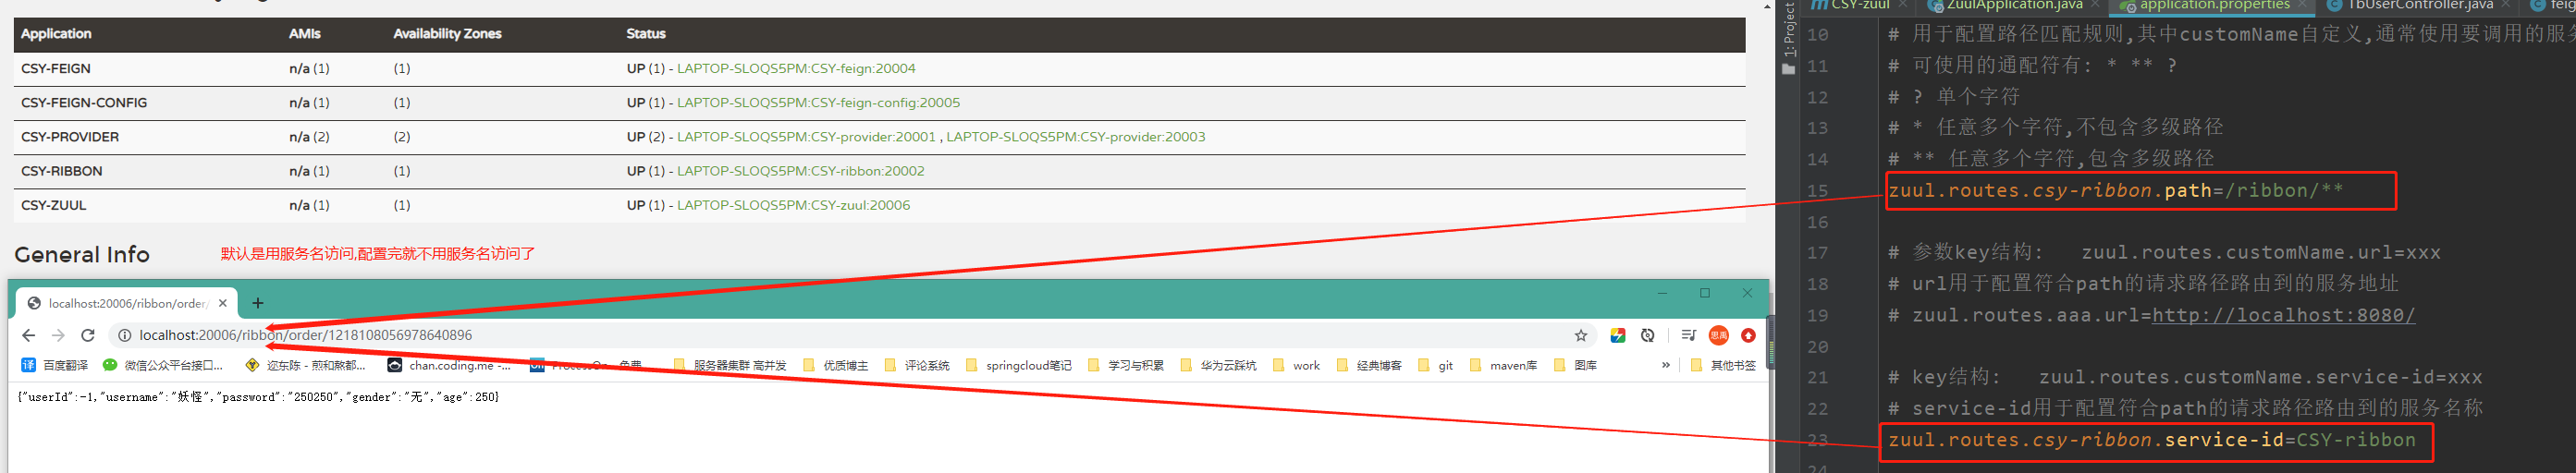 Application AMIs Availability Zones Status
CSY-FEIGN n/a (1) (1) UP (1) - LAPTOP-SLOQS5PM:CSY-feign:20004
CSY-FEIGN-CONFIG n/a (1) (1) UP (1) - LAPTOP-SLOQS5PM:CSY-feign-config:20005
CSY-PROVIDER n/a (2) (2) UP (2) - LAPTOP-SLOQS5PM:CSY-provider:20001 , LAPTOP-SLOQS5PM:CSY-provider:20003
CSY-RIBBON n/a (1) (1) UP (1) - LAPTOP-SLOQS5PM:CSY-ribbon:20002
CSY-ZUUL n/a (1) (1) UP (1) - LAPTOP-SLOQS5PM:CSY-zuul:20006
General Info
默认是用服务名访问,配置完就不用服务名访问了
localhost:20006/ribbon/order/
localhost:20006/ribbon/order/1218108056978640896
思禹
译 百度翻译 微信公众平台接口... 迩东陈 - 煎和熬都... chan.coding.me -... on ProcessOn - 免费... 服务器集群 高并发 优质博主 评论系统 springcloud笔记 学习与积累 华为云踩坑 work 经典博客 git maven库 图库 » 其他书签
{"userId":-1,"username":"妖怪","password":"250250","gender":"无","age":250}
1: Project
CSY-zuul ZuulApplication.java application.properties TbUserController.java feig
10 # 用于配置路径匹配规则,其中customName自定义,通常使用要调用的服务
11 # 可使用的通配符有: * ** ?
12 # ? 单个字符
13 # * 任意多个字符,不包含多级路径
14 # ** 任意多个字符,包含多级路径
15 zuul.routes.csy-ribbon.path=/ribbon/**
16
17 # 参数key结构: zuul.routes.customName.url=xxx
18 # url用于配置符合path的请求路径路由到的服务地址
19 # zuul.routes.aaa.url=http://localhost:8080/
20
21 # key结构: zuul.routes.customName.service-id=xxx
22 # service-id用于配置符合path的请求路径路由到的服务名称
23 zuul.routes.csy-ribbon.service-id=CSY-ribbon
24